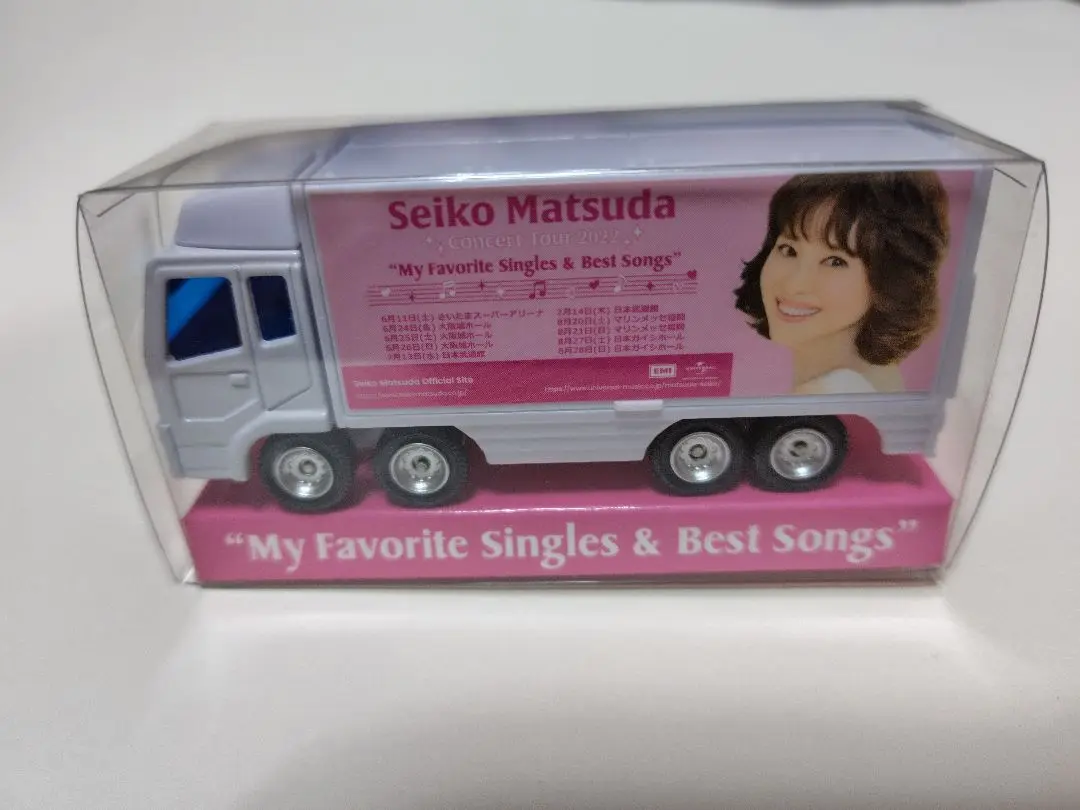 Seiko Matsuda
Concert Tour 2022
"My Favorite Singles & Best Songs"
6月11日(土) さいたまスーパーアリーナ
6月24日(金) 大阪城ホール
6月25日(土) 大阪城ホール
6月26日(日) 大阪城ホール
7月13日(水) 日本武道館
7月14日(木) 日本武道館
8月20日(土) マリンメッセ福岡
8月21日(日) マリンメッセ福岡
8月27日(土) 日本ガイシホール
8月28日(日) 日本ガイシホール
Seiko Matsuda Official Site
EMI
"My Favorite Singles & Best Songs"